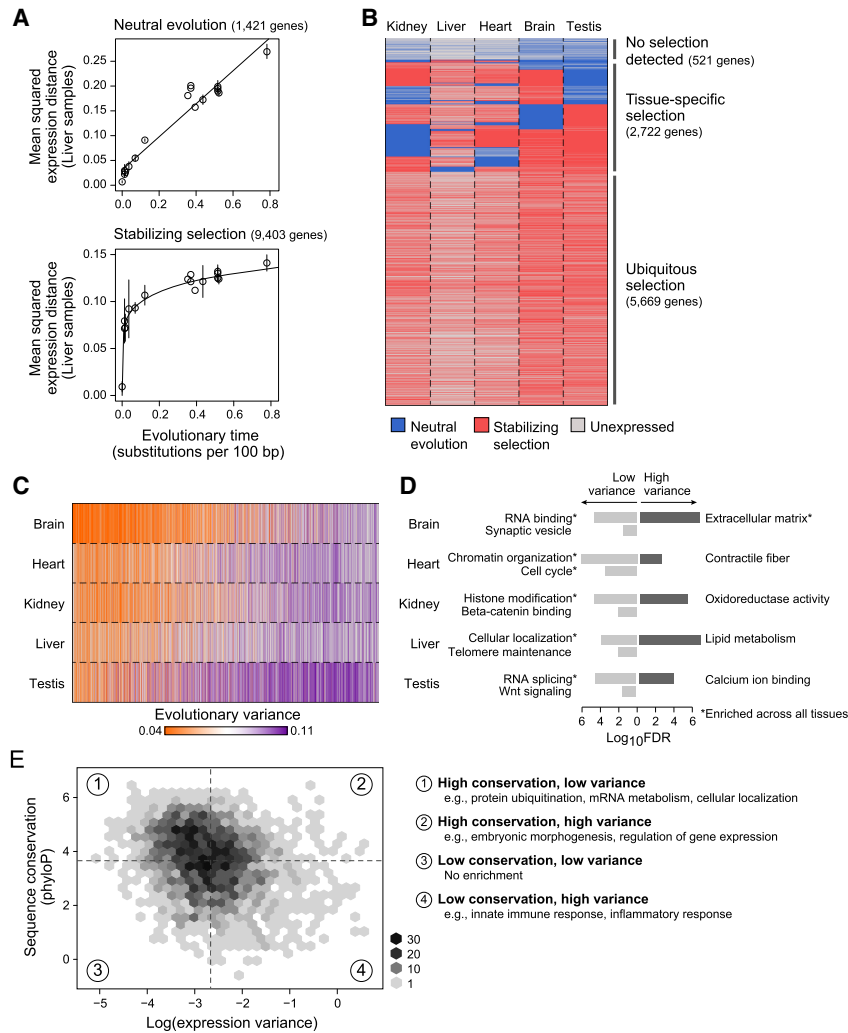 A
Neutral evolution (1,421 genes)
Mean squared
expression distance
(Liver samples)
0.25
0.20
0.15
0.10
0.05
0.00
0.0 0.2 0.4 0.6 0.8
Stabilizing selection (9,403 genes)
Mean squared
expression distance
(Liver samples)
0.15
0.10
0.05
0.00
0.0 0.2 0.4 0.6 0.8
Evolutionary time
(substitutions per 100 bp)
B
Kidney Liver Heart Brain Testis
No selection
detected (521 genes)
Tissue-specific
selection
(2,722 genes)
Ubiquitous
selection
(5,669 genes)
Neutral
evolution
Stabilizing
selection
Unexpressed
C
Brain
Heart
Kidney
Liver
Testis
Evolutionary variance
0.04 0.11
D
Low
variance
High
variance
Brain
RNA binding*
Synaptic vesicle
Extracellular matrix*
Heart
Chromatin organization*
Cell cycle*
Contractile fiber
Kidney
Histone modification*
Beta-catenin binding
Oxidoreductase activity
Liver
Cellular localization*
Telomere maintenance
Lipid metabolism
Testis
RNA splicing*
Wnt signaling
Calcium ion binding
6 4 2 0 2 4 6
Log10FDR
*Enriched across all tissues
E
Sequence conservation
(phyloP)
6
4
2
0
1
2
3
4
−5 −4 −3 −2 −1 0
Log(expression variance)
30
20
10
1
1 High conservation, low variance
e.g., protein ubiquitination, mRNA metabolism, cellular localization
2 High conservation, high variance
e.g., embryonic morphogenesis, regulation of gene expression
3 Low conservation, low variance
No enrichment
4 Low conservation, high variance
e.g., innate immune response, inflammatory response